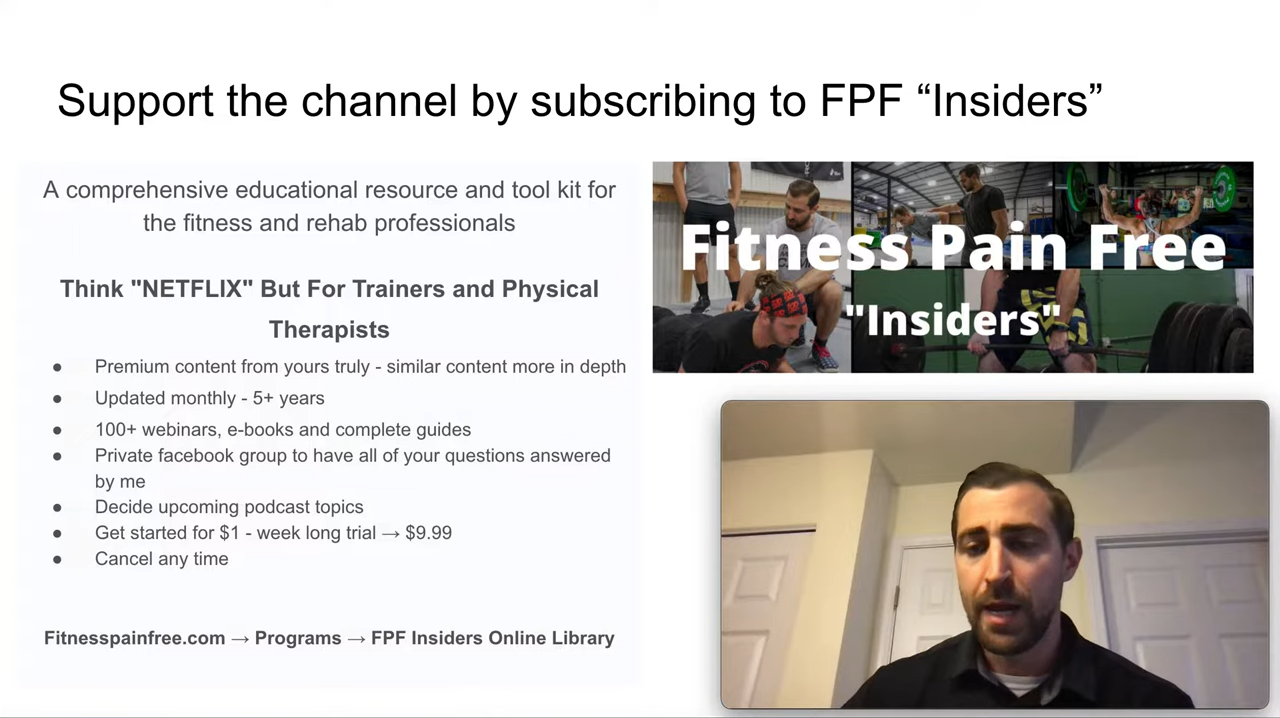 Support the channel by subscribing to FPF “Insiders”
A comprehensive educational resource and tool kit for
the fitness and rehab professionals
Think "NETFLIX" But For Trainers and Physical
Therapists
● Premium content from yours truly - similar content more in depth
● Updated monthly - 5+ years
● 100+ webinars, e-books and complete guides
● Private facebook group to have all of your questions answered
by me
● Decide upcoming podcast topics
● Get started for $1 - week long trial → $9.99
● Cancel any time
Fitnesspainfree.com → Programs → FPF Insiders Online Library
Fitness Pain Free
"Insiders"